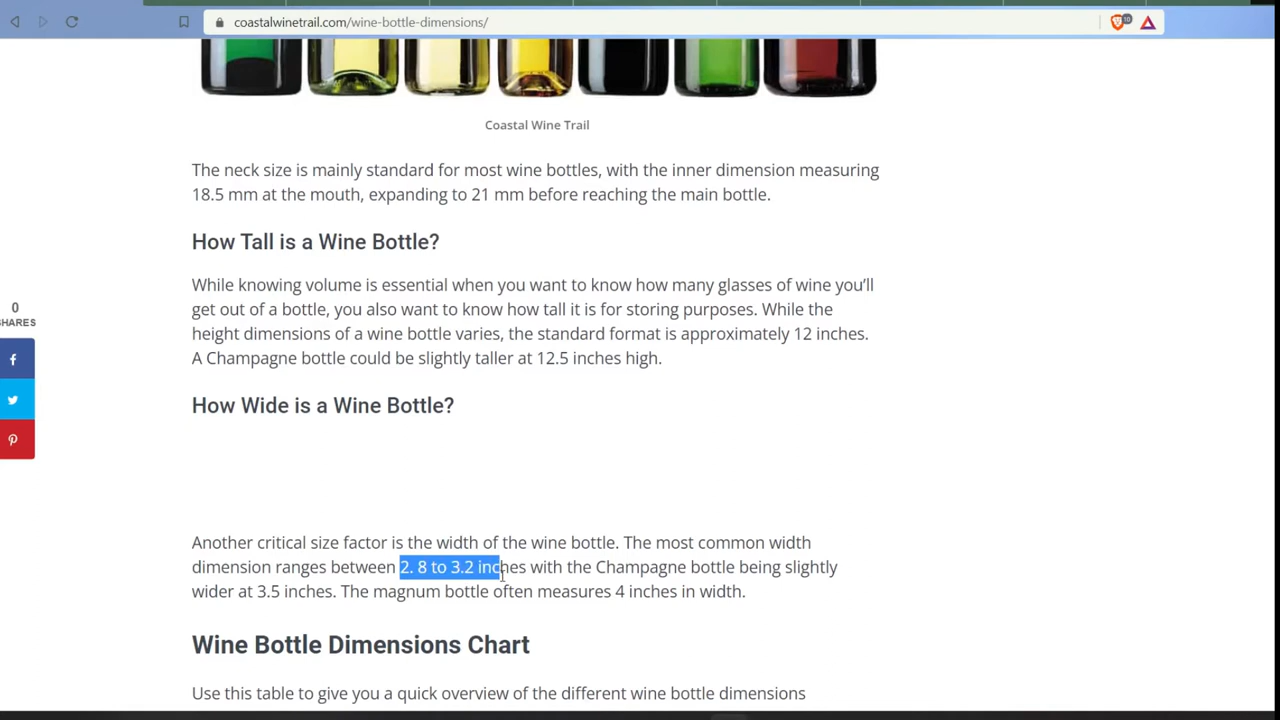 coastalwinetrail.com/wine-bottle-dimensions/
10
Coastal Wine Trail
The neck size is mainly standard for most wine bottles, with the inner dimension measuring
18.5 mm at the mouth, expanding to 21 mm before reaching the main bottle.
How Tall is a Wine Bottle?
While knowing volume is essential when you want to know how many glasses of wine you’ll
get out of a bottle, you also want to know how tall it is for storing purposes. While the
height dimensions of a wine bottle varies, the standard format is approximately 12 inches.
A Champagne bottle could be slightly taller at 12.5 inches high.
0
SHARES
How Wide is a Wine Bottle?
Another critical size factor is the width of the wine bottle. The most common width
dimension ranges between 2. 8 to 3.2 inches with the Champagne bottle being slightly
wider at 3.5 inches. The magnum bottle often measures 4 inches in width.
Wine Bottle Dimensions Chart
Use this table to give you a quick overview of the different wine bottle dimensions